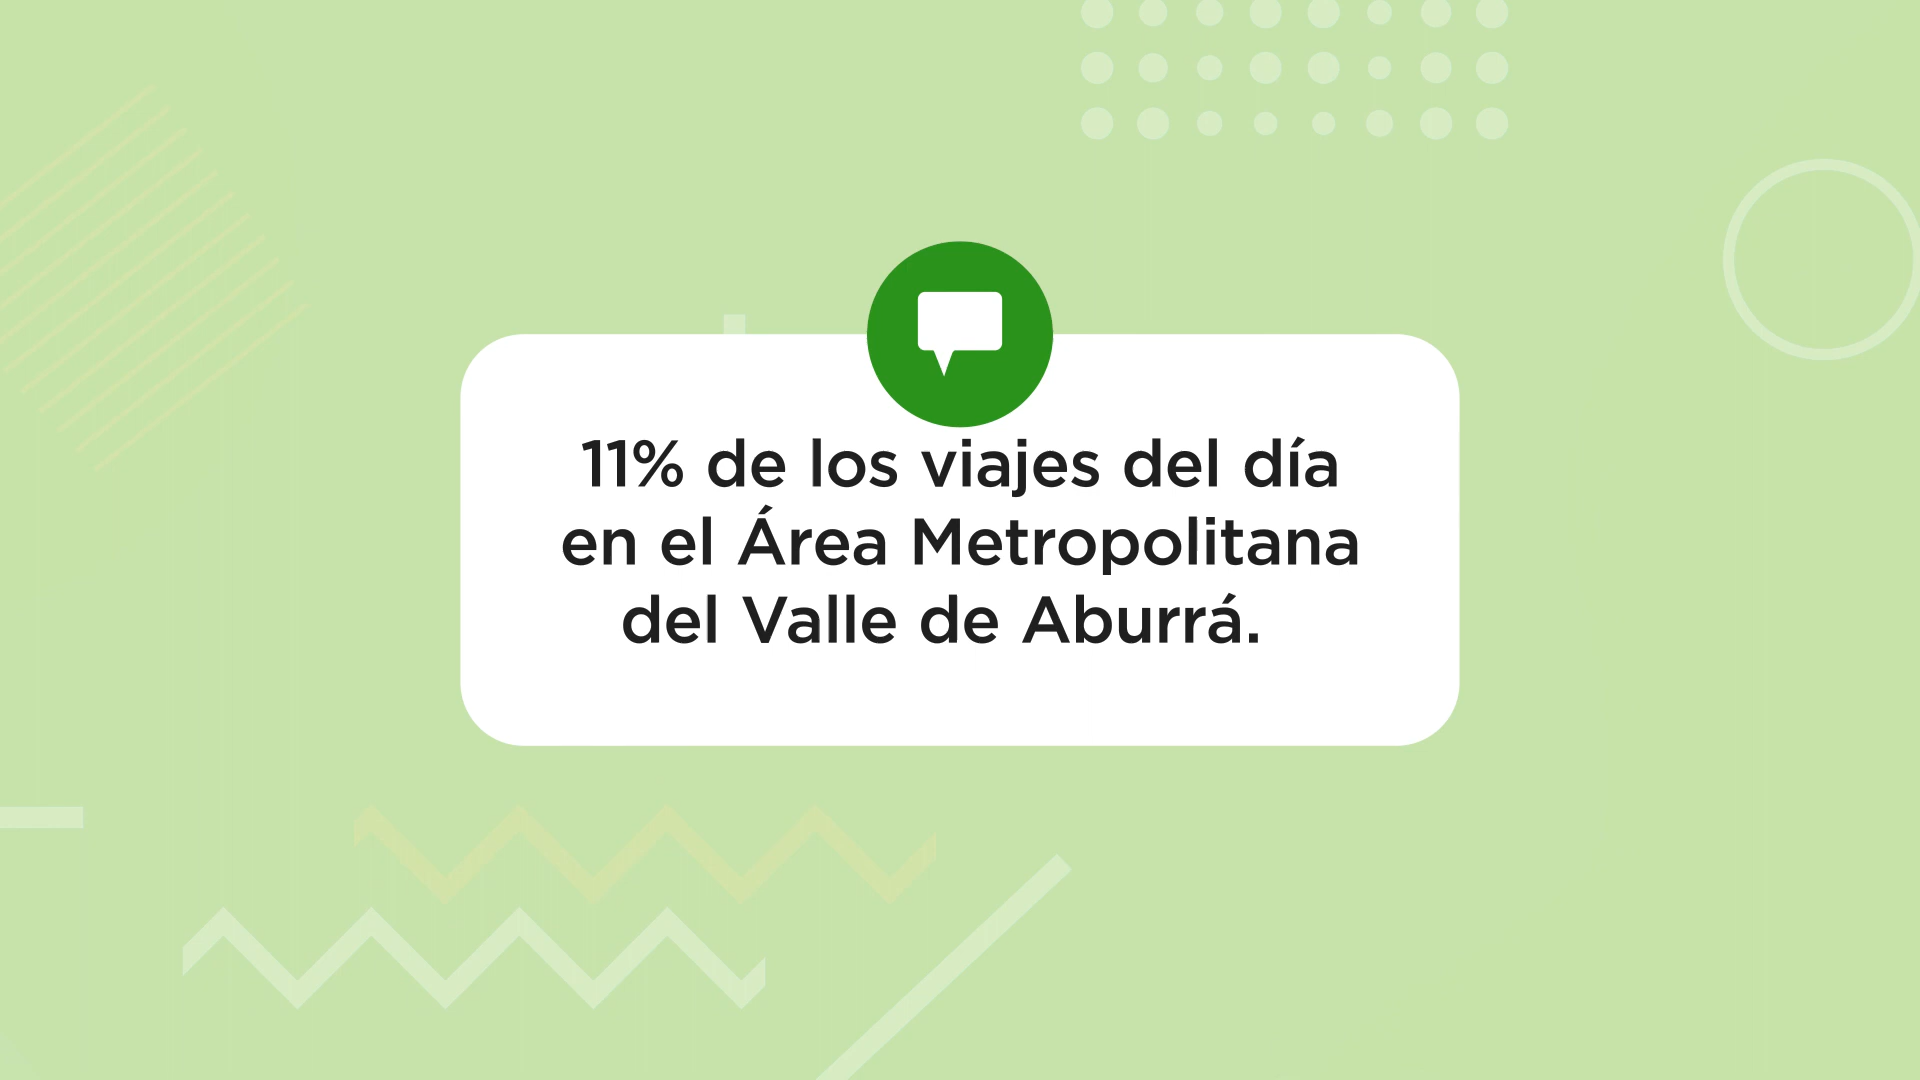 11% de los viajes del día
en el Área Metropolitana
del Valle de Aburrá.